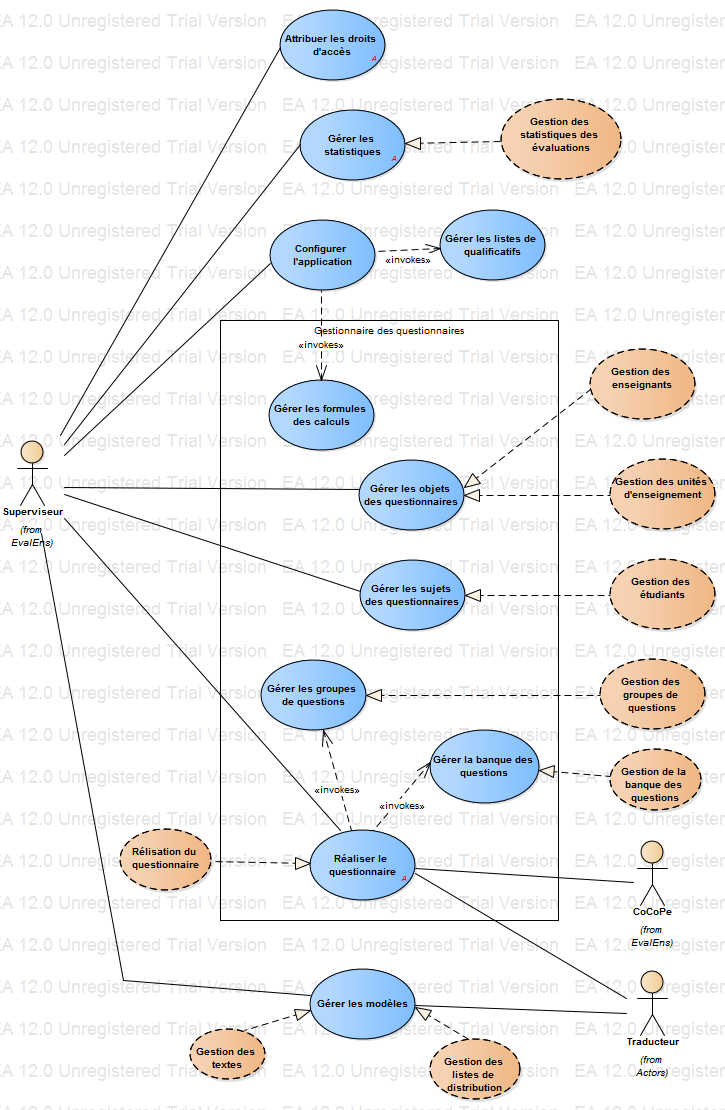 Attribuer les droits
d'accès
A
Gérer les
statistiques
A
Gestion des
statistiques des
évaluations
Configurer
l'application
«invokes»
Gérer les listes de
qualificatifs
Gestionnaire des questionnaires
«invokes»
Gérer les formules
des calculs
Gestion des
enseignants
Superviseur
(from
EvalEns)
Gérer les objets
des questionnaires
Gestion des unités
d'enseignement
Gérer les sujets
des questionnaires
Gestion des
étudiants
Gérer les groupes
de questions
Gestion des
groupes de
questions
Gérer la banque des
questions
Gestion de la
banque des
questions
«invokes»
«invokes»
Rélisation du
questionnaire
Réaliser le
questionnaire
A
CoCoPe
(from
EvalEns)
Gérer les modèles
Traducteur
(from
Actors)
Gestion des
textes
Gestion des
listes de
distribution
EA 12.0 Unregistered Trial Version